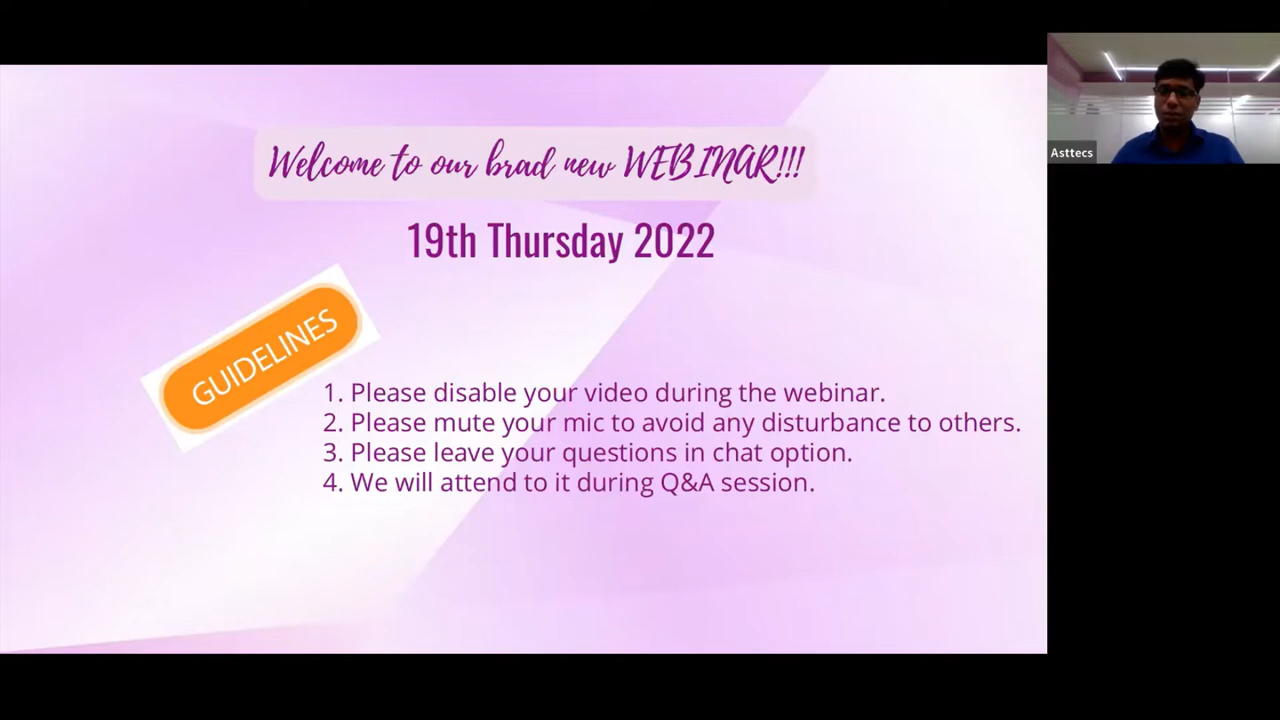 Welcome to our brad new WEBINAR!!!
19th Thursday 2022
GUIDELINES
1. Please disable your video during the webinar.
2. Please mute your mic to avoid any disturbance to others.
3. Please leave your questions in chat option.
4. We will attend to it during Q&A session.
Asttecs